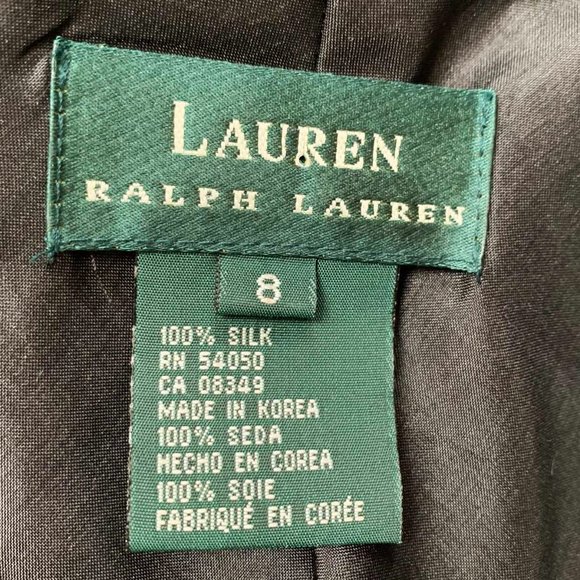 LAUREN
RALPH LAUREN
8
100% SILK
RN 54050
CA 08349
MADE IN KOREA
100% SEDA
HECHO EN COREA
100% SOIE
FABRIQUÉ EN CORÉE